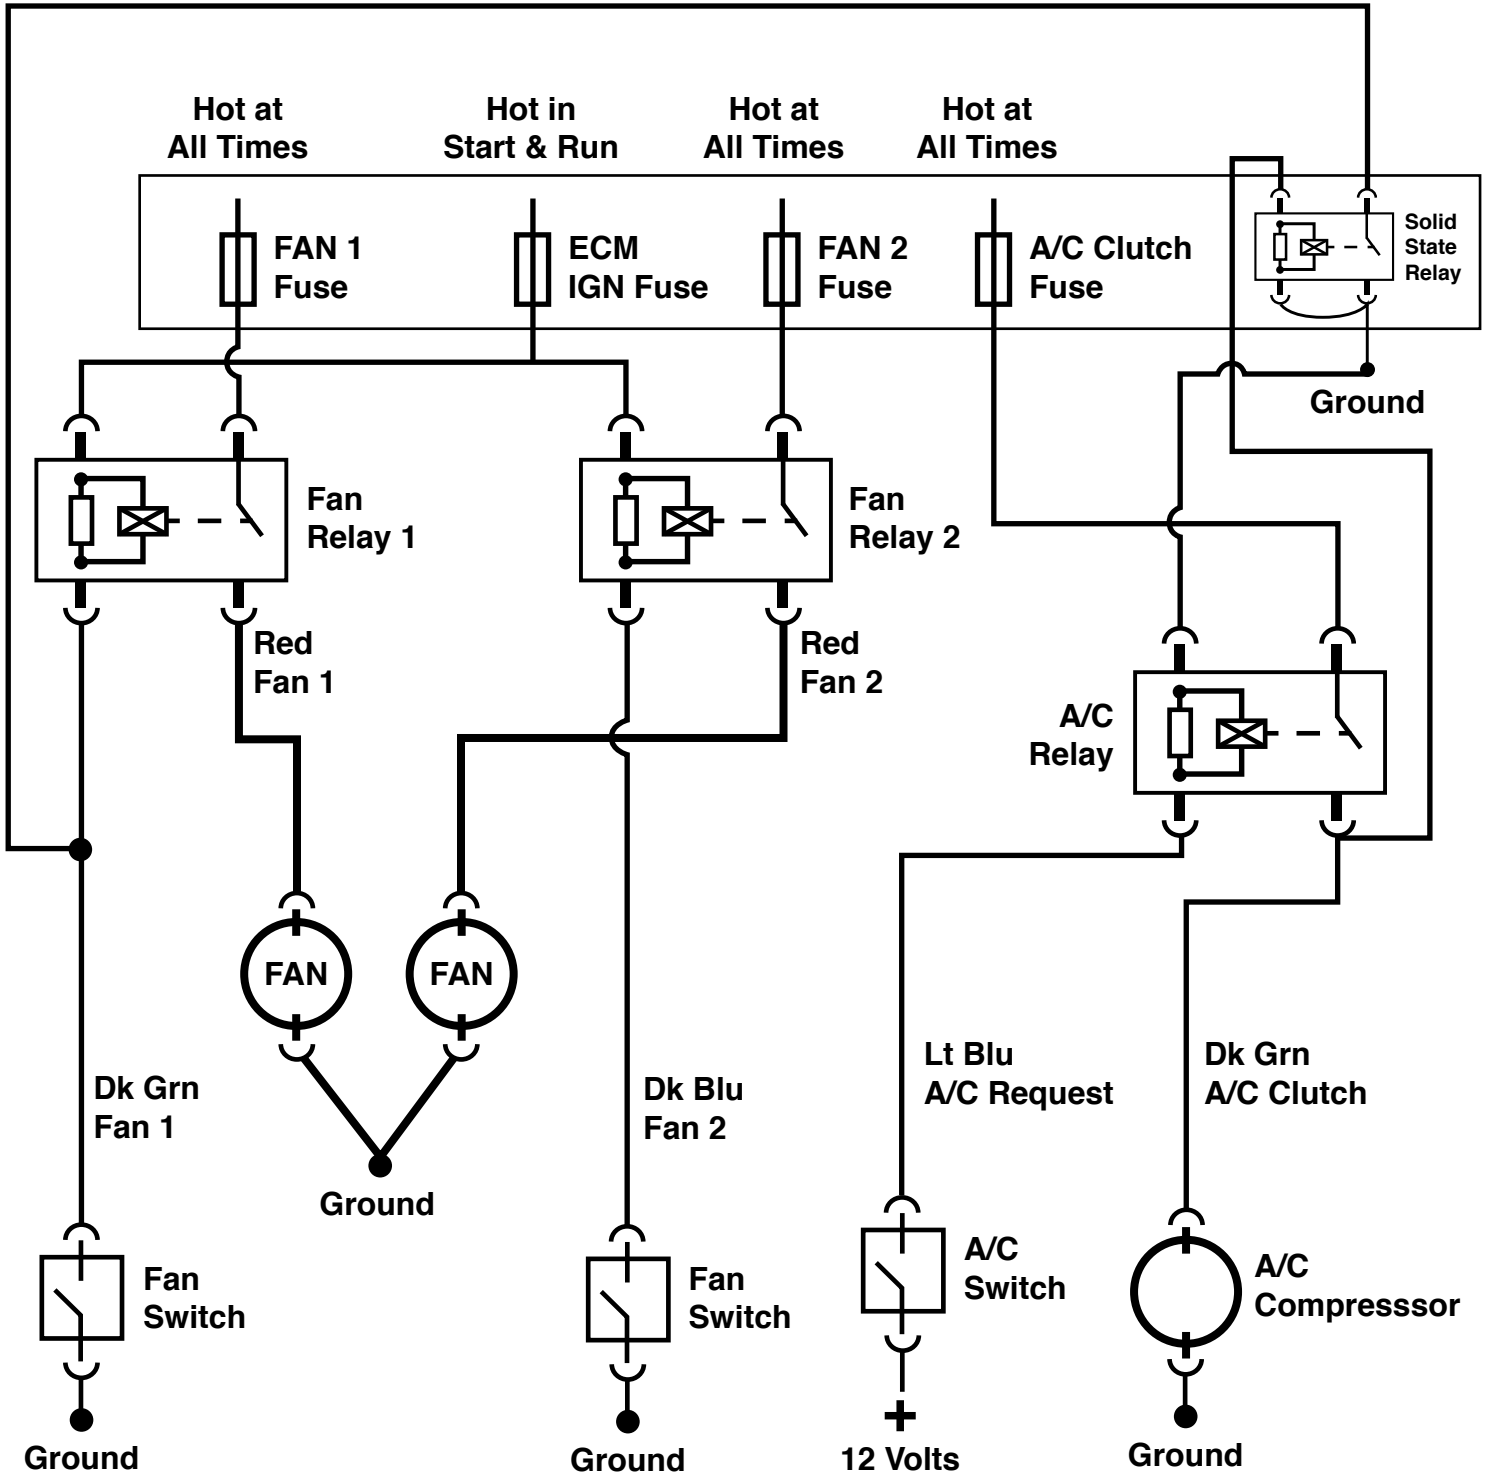 Hot at
All Times
Hot in
Start & Run
Hot at
All Times
Hot at
All Times
FAN 1
Fuse
ECM
IGN Fuse
FAN 2
Fuse
A/C Clutch
Fuse
Solid
State
Relay
Ground
Fan
Relay 1
Fan
Relay 2
Red
Fan 1
Red
Fan 2
A/C
Relay
FAN
FAN
Dk Grn
Fan 1
Ground
Dk Blu
Fan 2
Lt Blu
A/C Request
Dk Grn
A/C Clutch
Fan
Switch
Fan
Switch
A/C
Switch
A/C
Compresssor
Ground
Ground
+
12 Volts
Ground